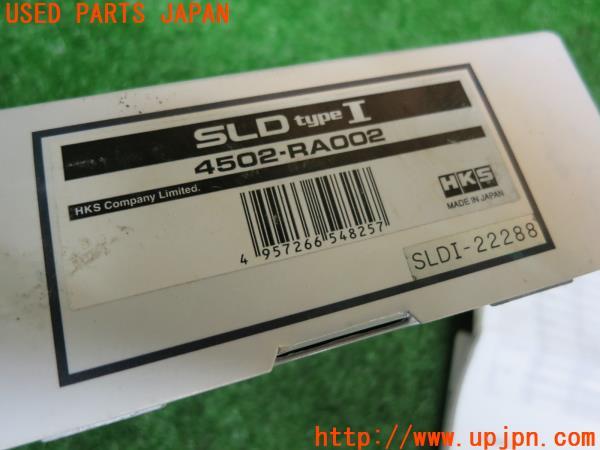 USED PARTS JAPAN
SLD type I
4502-RA002
HKS Company Limited.
HKS
MADE IN JAPAN
4 957266 548257
SLDI-22288
http://www.upjpn.com/